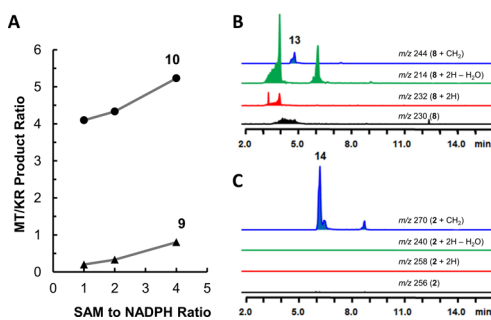 A
MT/KR Product Ratio
6
5
4
3
2
1
0
0 1 2 3 4 5
SAM to NADPH Ratio
10
9
B
13
m/z 244 (8 + CH₂)
m/z 214 (8 + 2H – H₂O)
m/z 232 (8 + 2H)
m/z 230 (8)
2.0 5.0 8.0 11.0 14.0 min
C
14
m/z 270 (2 + CH₂)
m/z 240 (2 + 2H – H₂O)
m/z 258 (2 + 2H)
m/z 256 (2)
2.0 5.0 8.0 11.0 14.0 min